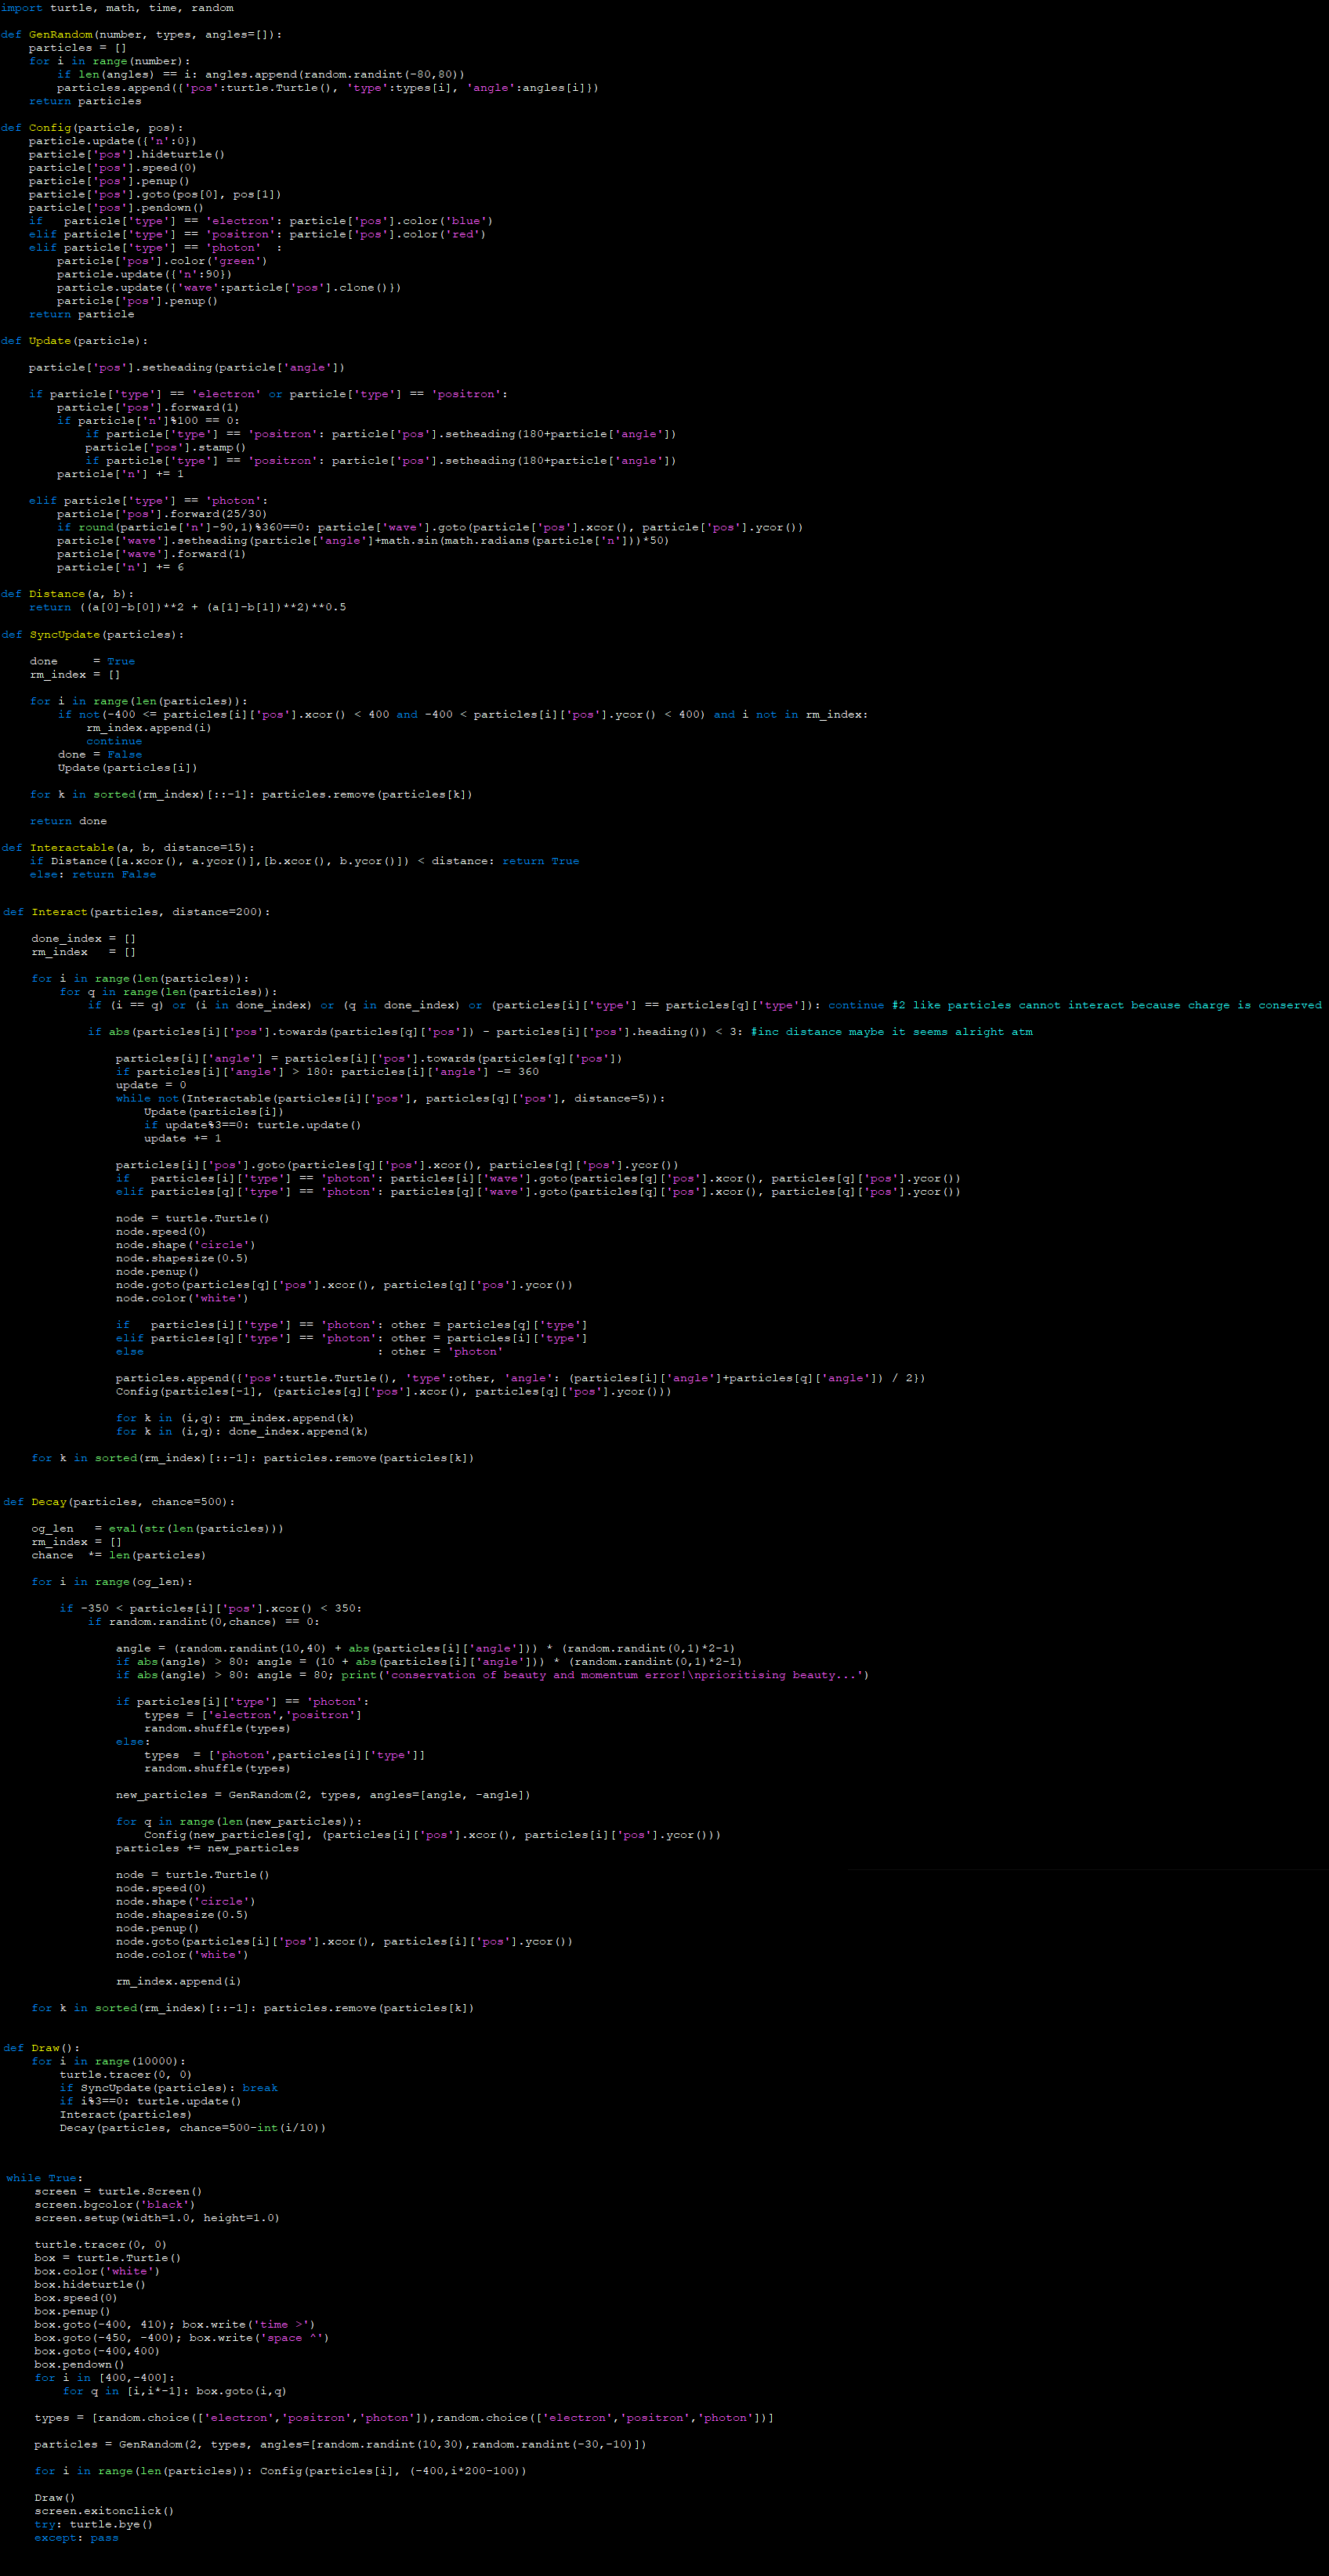 import turtle, math, time, random

def GenRandom(number, types, angles=[]):
    particles = []
    for i in range(number):
        if len(angles) == i: angles.append(random.randint(-80,80))
        particles.append({'pos':turtle.Turtle(), 'type':types[i], 'angle':angles[i]})
    return particles

def Config(particle, pos):
    particle.update({'n':0})
    particle['pos'].hideturtle()
    particle['pos'].speed(0)
    particle['pos'].penup()
    particle['pos'].goto(pos[0], pos[1])
    particle['pos'].pendown()
    if   particle['type'] == 'electron': particle['pos'].color('blue')
    elif particle['type'] == 'positron': particle['pos'].color('red')
    elif particle['type'] == 'photon'  :
        particle['pos'].color('green')
        particle.update({'n':90})
        particle.update({'wave':particle['pos'].clone()})
        particle['pos'].penup()
    return particle

def Update(particle):

    particle['pos'].setheading(particle['angle'])

    if particle['type'] == 'electron' or particle['type'] == 'positron':
        particle['pos'].forward(1)
        if particle['n']%100 == 0:
            if particle['type'] == 'positron': particle['pos'].setheading(180+particle['angle'])
            particle['pos'].stamp()
            if particle['type'] == 'positron': particle['pos'].setheading(180+particle['angle'])
        particle['n'] += 1

    elif particle['type'] == 'photon':
        particle['pos'].forward(25/30)
        if round(particle['n']-90,1)%360==0: particle['wave'].goto(particle['pos'].xcor(), particle['pos'].ycor())
        particle['wave'].setheading(particle['angle']+math.sin(math.radians(particle['n']))*50)
        particle['wave'].forward(1)
        particle['n'] += 6

def Distance(a, b):
    return ((a[0]-b[0])**2 + (a[1]-b[1])**2)**0.5

def SyncUpdate(particles):

    done     = True
    rm_index = []

    for i in range(len(particles)):
        if not(-400 <= particles[i]['pos'].xcor() < 400 and -400 < particles[i]['pos'].ycor() < 400) and i not in rm_index:
            rm_index.append(i)
            continue
        done = False
        Update(particles[i])

    for k in sorted(rm_index)[::-1]: particles.remove(particles[k])

    return done

def Interactable(a, b, distance=15):
    if Distance([a.xcor(), a.ycor()],[b.xcor(), b.ycor()]) < distance: return True
    else: return False


def Interact(particles, distance=200):

    done_index = []
    rm_index   = []

    for i in range(len(particles)):
        for q in range(len(particles)):
            if (i == q) or (i in done_index) or (q in done_index) or (particles[i]['type'] == particles[q]['type']): continue #2 like particles cannot interact because charge is conserved

            if abs(particles[i]['pos'].towards(particles[q]['pos']) - particles[i]['pos'].heading()) < 3: #inc distance maybe it seems alright atm

                particles[i]['angle'] = particles[i]['pos'].towards(particles[q]['pos'])
                if particles[i]['angle'] > 180: particles[i]['angle'] -= 360
                update = 0
                while not(Interactable(particles[i]['pos'], particles[q]['pos'], distance=5)):
                    Update(particles[i])
                    if update%3==0: turtle.update()
                    update += 1

                particles[i]['pos'].goto(particles[q]['pos'].xcor(), particles[q]['pos'].ycor())
                if   particles[i]['type'] == 'photon': particles[i]['wave'].goto(particles[q]['pos'].xcor(), particles[q]['pos'].ycor())
                elif particles[q]['type'] == 'photon': particles[q]['wave'].goto(particles[q]['pos'].xcor(), particles[q]['pos'].ycor())

                node = turtle.Turtle()
                node.speed(0)
                node.shape('circle')
                node.shapesize(0.5)
                node.penup()
                node.goto(particles[q]['pos'].xcor(), particles[q]['pos'].ycor())
                node.color('white')

                if   particles[i]['type'] == 'photon': other = particles[q]['type']
                elif particles[q]['type'] == 'photon': other = particles[i]['type']
                else                                 : other = 'photon'

                particles.append({'pos':turtle.Turtle(), 'type':other, 'angle': (particles[i]['angle']+particles[q]['angle']) / 2})
                Config(particles[-1], (particles[q]['pos'].xcor(), particles[q]['pos'].ycor()))

                for k in (i,q): rm_index.append(k)
                for k in (i,q): done_index.append(k)

    for k in sorted(rm_index)[::-1]: particles.remove(particles[k])


def Decay(particles, chance=500):

    og_len   = eval(str(len(particles)))
    rm_index = []
    chance  *= len(particles)

    for i in range(og_len):

        if -350 < particles[i]['pos'].xcor() < 350:
            if random.randint(0,chance) == 0:

                angle = (random.randint(10,40) + abs(particles[i]['angle'])) * (random.randint(0,1)*2-1)
                if abs(angle) > 80: angle = (10 + abs(particles[i]['angle'])) * (random.randint(0,1)*2-1)
                if abs(angle) > 80: angle = 80; print('conservation of beauty and momentum error!\nprioritising beauty...')

                if particles[i]['type'] == 'photon':
                    types = ['electron','positron']
                    random.shuffle(types)
                else:
                    types  = ['photon',particles[i]['type']]
                    random.shuffle(types)

                new_particles = GenRandom(2, types, angles=[angle, -angle])

                for q in range(len(new_particles)):
                    Config(new_particles[q], (particles[i]['pos'].xcor(), particles[i]['pos'].ycor()))
                particles += new_particles

                node = turtle.Turtle()
                node.speed(0)
                node.shape('circle')
                node.shapesize(0.5)
                node.penup()
                node.goto(particles[i]['pos'].xcor(), particles[i]['pos'].ycor())
                node.color('white')

                rm_index.append(i)

    for k in sorted(rm_index)[::-1]: particles.remove(particles[k])


def Draw():
    for i in range(10000):
        turtle.tracer(0, 0)
        if SyncUpdate(particles): break
        if i%3==0: turtle.update()
        Interact(particles)
        Decay(particles, chance=500-int(i/10))


while True:
    screen = turtle.Screen()
    screen.bgcolor('black')
    screen.setup(width=1.0, height=1.0)

    turtle.tracer(0, 0)
    box = turtle.Turtle()
    box.color('white')
    box.hideturtle()
    box.speed(0)
    box.penup()
    box.goto(-400, 410); box.write('time >')
    box.goto(-450, -400); box.write('space ^')
    box.goto(-400,400)
    box.pendown()
    for i in [400,-400]:
        for q in [i,i*-1]: box.goto(i,q)

    types = [random.choice(['electron','positron','photon']),random.choice(['electron','positron','photon'])]

    particles = GenRandom(2, types, angles=[random.randint(10,30),random.randint(-30,-10)])

    for i in range(len(particles)): Config(particles[i], (-400,i*200-100))

    Draw()
    screen.exitonclick()
    try: turtle.bye()
    except: pass